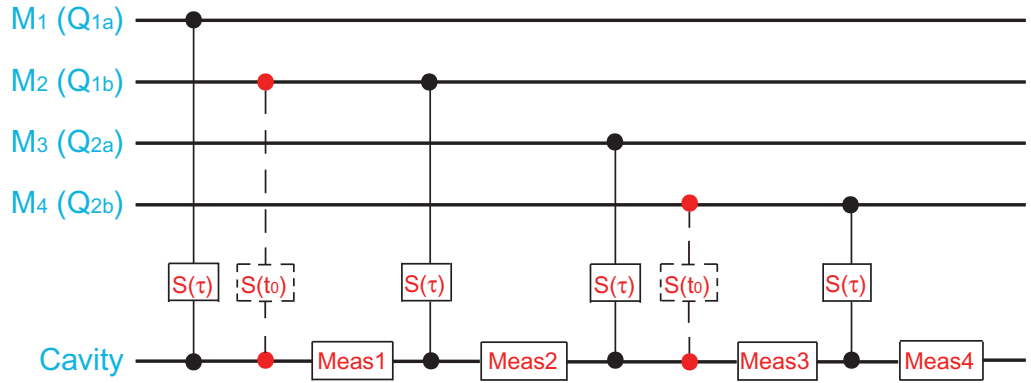 M1 (Q1a)
M2 (Q1b)
M3 (Q2a)
M4 (Q2b)
S(τ) S(t0) S(τ) S(τ) S(t0) S(τ)
Cavity Meas1 Meas2 Meas3 Meas4